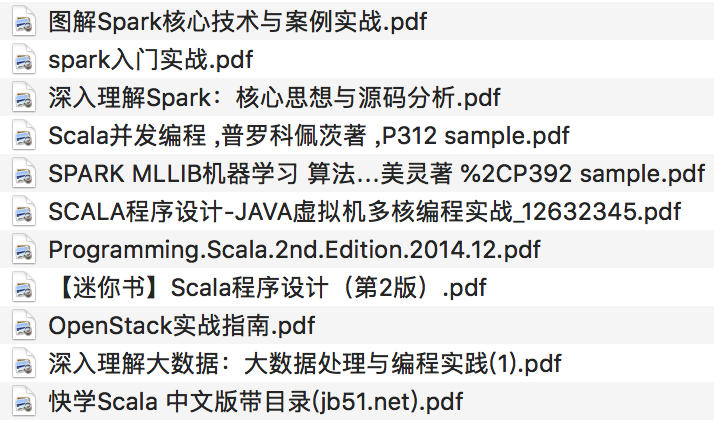 图解Spark核心技术与案例实战.pdf
spark入门实战.pdf
深入理解Spark：核心思想与源码分析.pdf
Scala并发编程 ,普罗科佩茨著 ,P312 sample.pdf
SPARK MLLIB机器学习 算法…美灵著 %2CP392 sample.pdf
SCALA程序设计-JAVA虚拟机多核编程实战_12632345.pdf
Programming.Scala.2nd.Edition.2014.12.pdf
【迷你书】Scala程序设计（第2版）.pdf
OpenStack实战指南.pdf
深入理解大数据：大数据处理与编程实践(1).pdf
快学Scala 中文版带目录(jb51.net).pdf